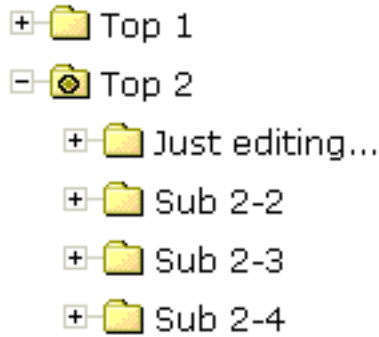 Top 1
Top 2
Just editing...
Sub 2-2
Sub 2-3
Sub 2-4